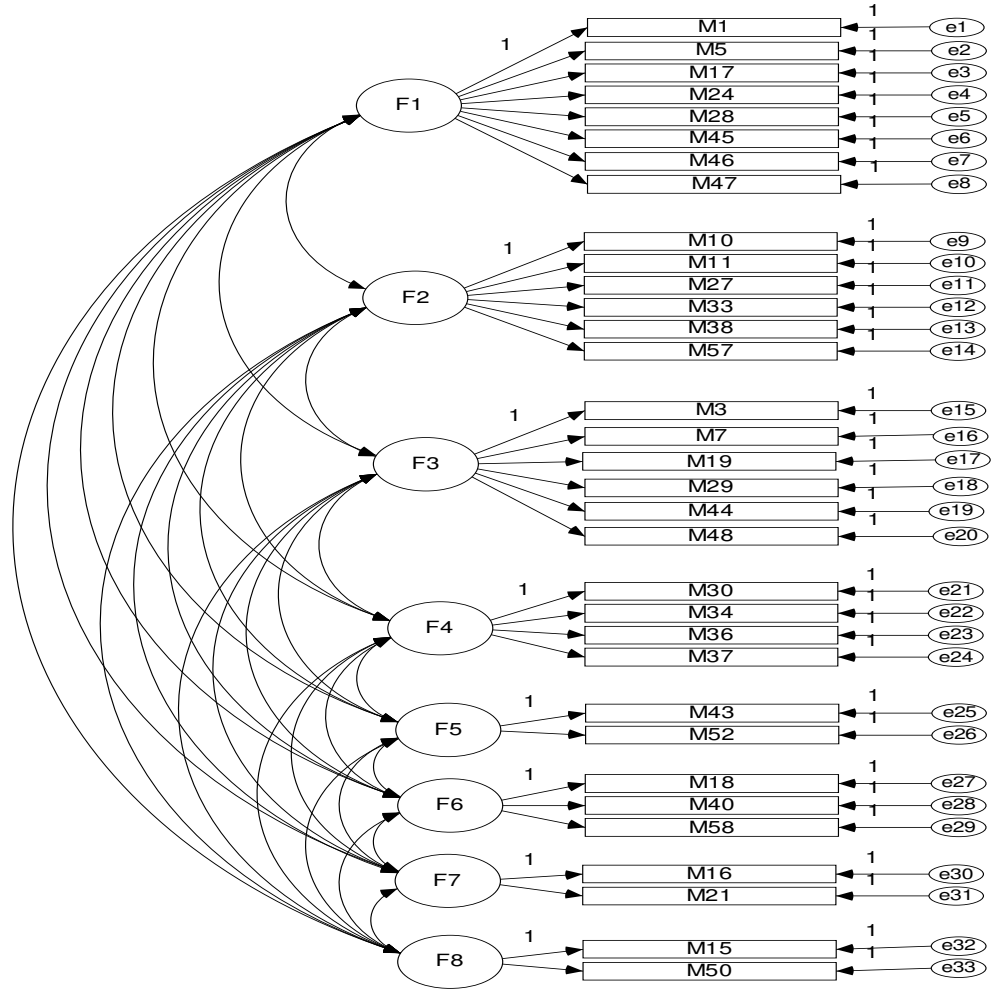 1
M1 e1
1
1 M5 e2
1
M17 e3
1
F1 M24 e4
1
M28 e5
1
M45 e6
1
M46 e7
1
M47 e8
1
1 M10 e9
1
M11 e10
1
M27 e11
F2 1
M33 e12
1
M38 e13
1
M57 e14
1
1 M3 e15
1
M7 e16
1
F3 M19 e17
1
M29 e18
1
M44 e19
1
M48 e20
1
1 M30 e21
1
M34 e22
1
F4 M36 e23
1
M37 e24
1
1 M43 e25
1
F5 M52 e26
1
1 M18 e27
1
F6 M40 e28
1
M58 e29
1
1 M16 e30
F7 1
M21 e31
1
1 M15 e32
1
F8 M50 e33